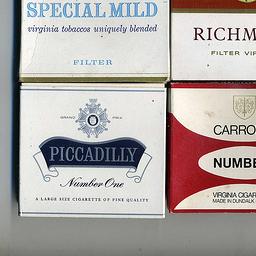 SPECIAL MILD
virginia tobaccos uniquely blended
FILTER
RICHM
FILTER VIR
GRAND PRIX
PICCADILLY
Number One
A LARGE SIZE CIGARETTE OF FINE QUALITY
CARRO
NUMBE
VIRGINIA CIGAR
MADE IN DUNDALK